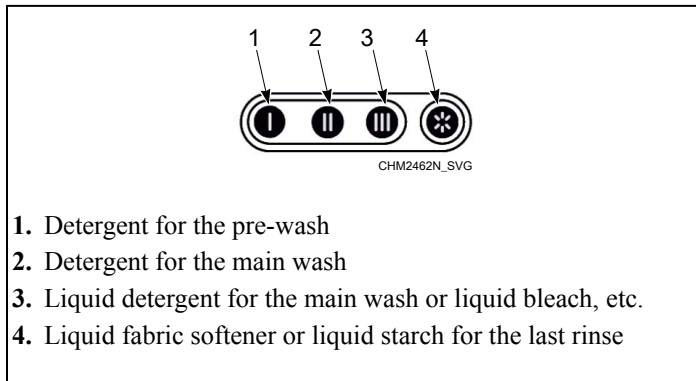 1 2 3 4
I II III
CHM2462N_SVG
1. Detergent for the pre-wash
2. Detergent for the main wash
3. Liquid detergent for the main wash or liquid bleach, etc.
4. Liquid fabric softener or liquid starch for the last rinse